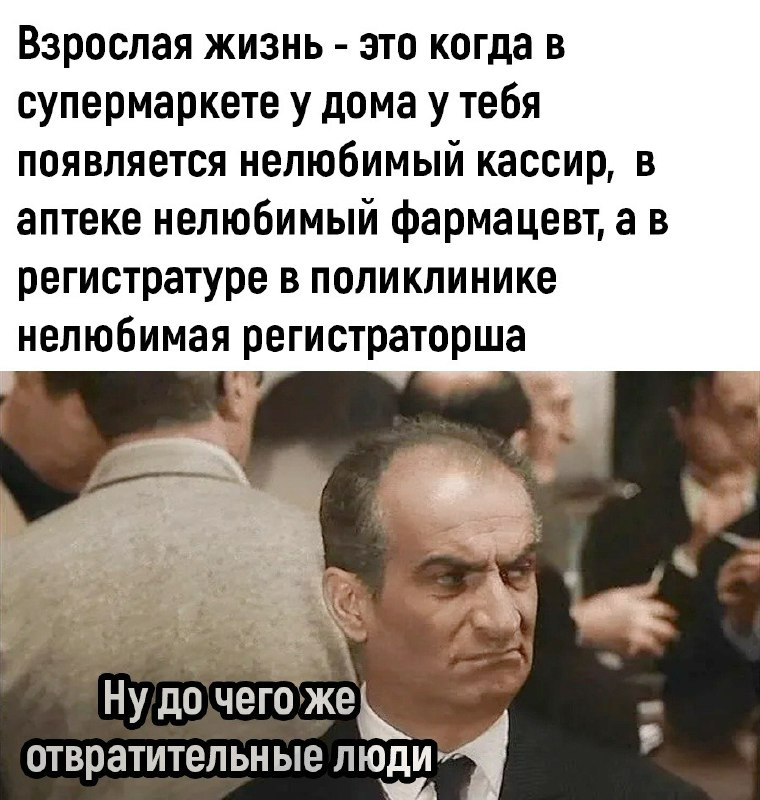 Взрослая жизнь - это когда в
супермаркете у дома у тебя
появляется нелюбимый кассир, в
аптеке нелюбимый фармацевт, а в
регистратуре в поликлинике
нелюбимая регистраторша
Ну до чего же
отвратительные люди